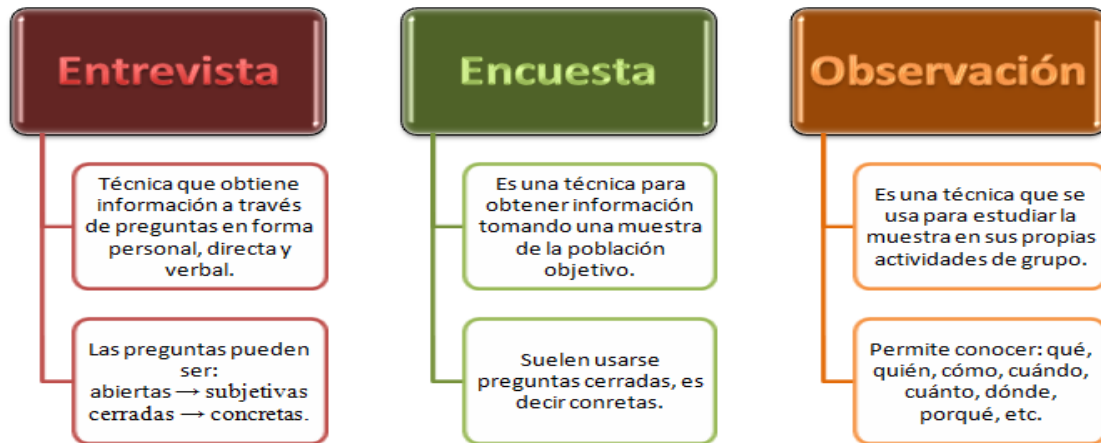 Entrevista
Técnica que obtiene
información a través
de preguntas en forma
personal, directa y
verbal.
Las preguntas pueden
ser:
abiertas → subjetivas
cerradas → concretas.
Encuesta
Es una técnica para
obtener información
tomando una muestra
de la población
objetivo.
Suelen usarse
preguntas cerradas, es
decir conretas.
Observación
Es una técnica que se
usa para estudiar la
muestra en sus propias
actividades de grupo.
Permite conocer: qué,
quién, cómo, cuándo,
cuánto, dónde,
porqué, etc.